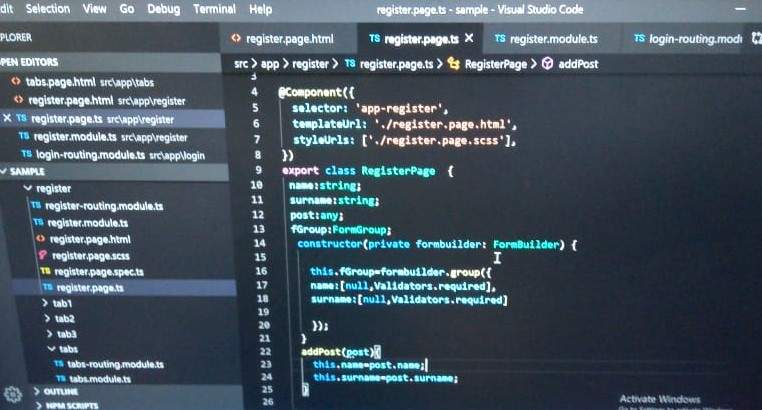 dit Selection View Go Debug Terminal Help register.page.ts - sample - Visual Studio Code
PLORER
register.page.html TS register.page.ts X TS register.module.ts TS login-routing.mod
PEN EDITORS
src > app > register > TS register.page.ts > RegisterPage > addPost
tabs.page.html src\app\tabs
register.page.html src\app\register
X TS register.page.ts src\app\register
TS register.module.ts src\app\register
TS login-routing.module.ts src\app\login
SAMPLE
register
TS register-routing.module.ts
TS register.module.ts
register.page.html
register.page.scss
TS register.page.spec.ts
TS register.page.ts
> tab1
> tab2
> tab3
tabs
TS tabs-routing.module.ts
TS tabs.module.ts
> OUTLINE
> NPM SCRIPTS
3
4 @Component({
5 selector: 'app-register',
6 templateUrl: './register.page.html',
7 styleUrls: ['./register.page.scss'],
8 })
9 export class RegisterPage {
10 name:string;
11 surname:string;
12 post:any;
13 fGroup:FormGroup;
14 constructor(private formbuilder: FormBuilder) {
15
16 this.fGroup=formbuilder.group({
17 name:[null,Validators.required],
18 surname:[null,Validators.required]
19
20 });
21 }
22 addPost(post){
23 this.name=post.name;
24 this.surname=post.surname;
25 }
26
Activate Windows